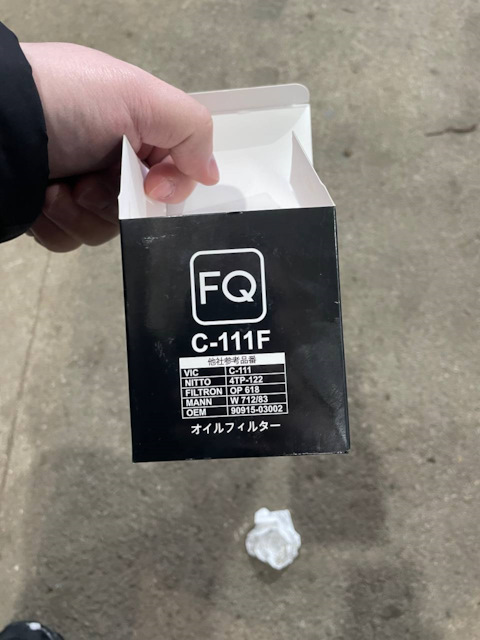 FQ
C-111F
他社参考品番
VIC C-111
NITTO 4TP-122
FILTRON OP 618
MANN W 712/83
OEM 90915-03002
オイルフィルター